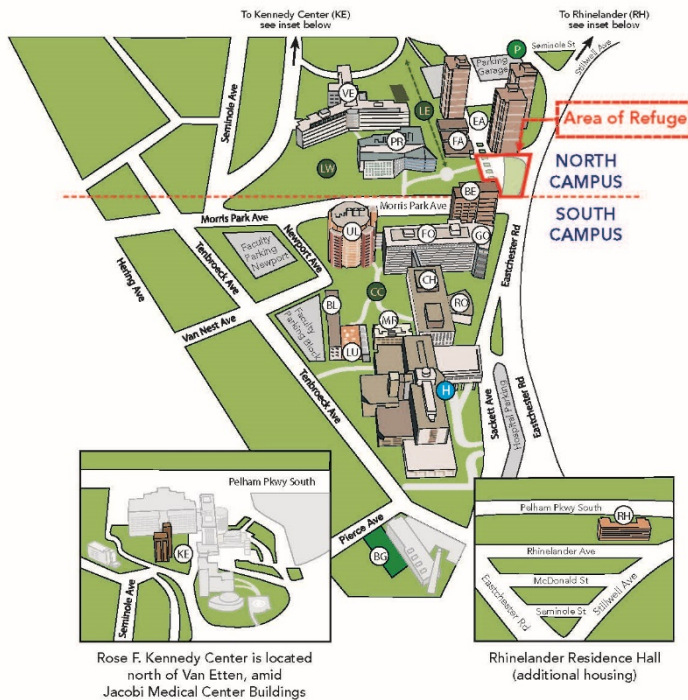 To Kennedy Center (KE)
see inset below
To Rhinelander (RH)
see inset below
P
Seminole St
Stillwell Ave
Parking
Garage
Seminole Ave
VE
LE
EA
FA
PR
LW
Area of Refuge
NORTH
CAMPUS
BE
SOUTH
CAMPUS
Morris Park Ave
Morris Park Ave
UL
FO
GO
Eastchester Rd
Faculty
Parking
Newport
Newport Ave
Tenbroeck Ave
Hering Ave
Van Nest Ave
CH
CC
BL
RO
MR
Faculty
Parking Block
LU
Tenbroeck Ave
H
Sackett Ave
Hospital Parking
Eastchester Rd
Pierce Ave
BG
Pelham Pkwy South
KE
Seminole Ave
Rose F. Kennedy Center is located
north of Van Etten, amid
Jacobi Medical Center Buildings
Pelham Pkwy South
RH
Rhinelander Ave
McDonald St
Seminole St
Eastchester Rd
Stillwell Ave
Rhinelander Residence Hall
(additional housing)